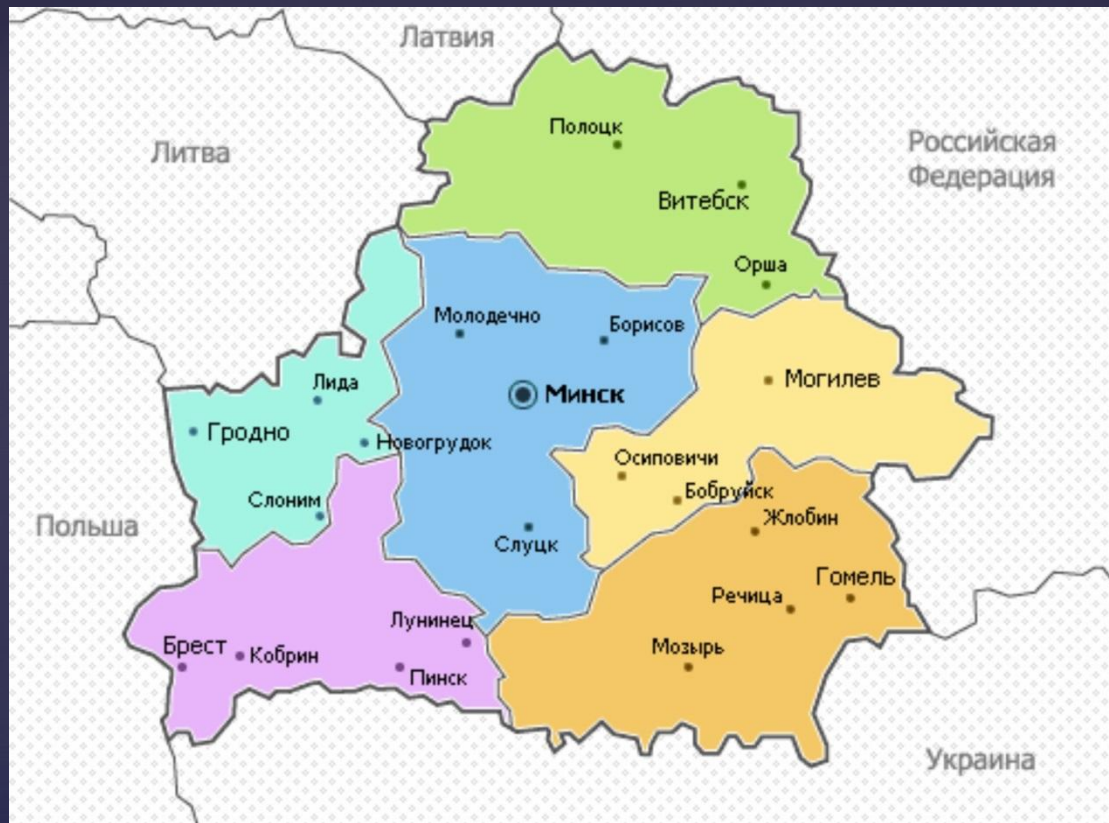 Латвия
Литва
Российская
Федерация
Полоцк
Витебск
Орша
Молодечно
Борисов
Минск
Могилев
Лида
Гродно
Новогрудок
Слоним
Осиповичи
Бобруйск
Жлобин
Польша
Слуцк
Гомель
Речица
Лунинец
Брест
Кобрин
Пинск
Мозырь
Украина